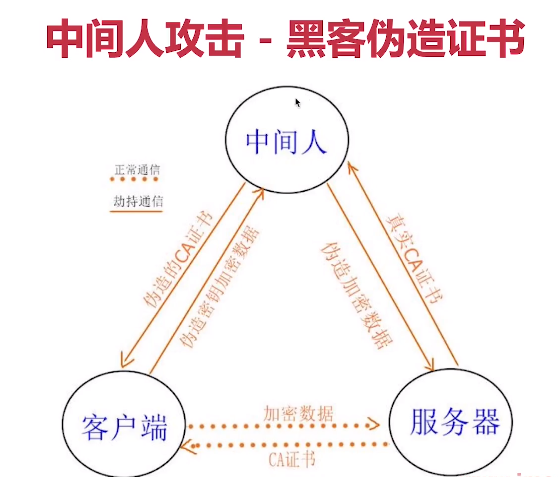 中间人攻击 - 黑客伪造证书
中间人
正常通信
劫持通信
伪造的CA证书
伪造密钥加密数据
伪造加密数据
真实CA证书
客户端
加密数据
CA证书
服务器